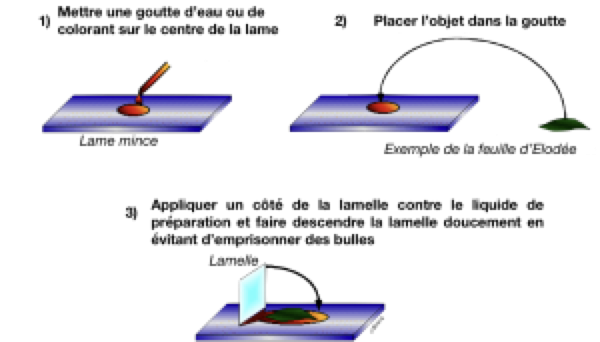 1) Mettre une goutte d'eau ou de
colorant sur le centre de la lame
2) Placer l'objet dans la goutte
Lame mince
Exemple de la feuille d'Elodée
3) Appliquer un côté de la lamelle contre le liquide de
préparation et faire descendre la lamelle doucement en
évitant d'emprisonner des bulles
Lamelle